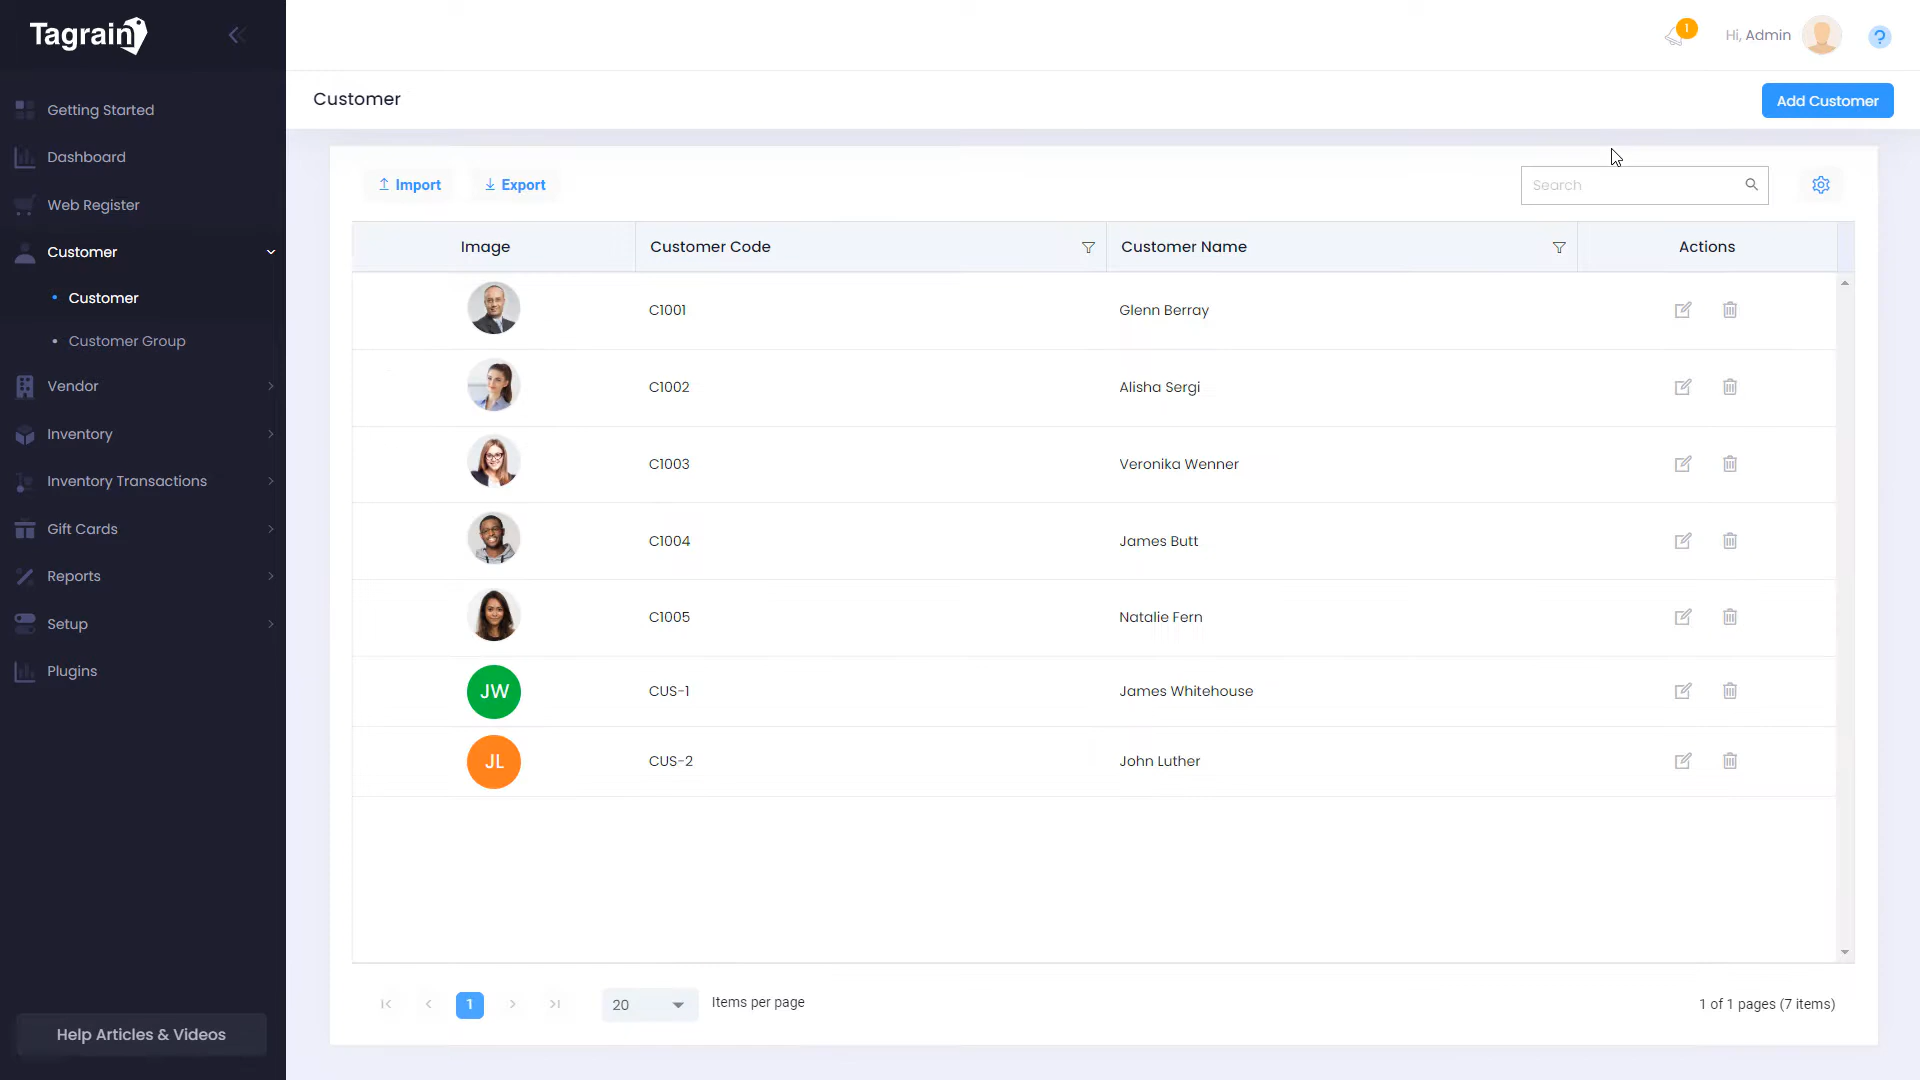 Tagrain
1
Hi, Admin
?
Customer
Add Customer
Getting Started
Dashboard
Web Register
Customer
Customer
Customer Group
Vendor
Inventory
Inventory Transactions
Gift Cards
Reports
Setup
Plugins
Help Articles & Videos
Import
Export
Search
Image
Customer Code
Customer Name
Actions
C1001
Glenn Berray
C1002
Alisha Sergi
C1003
Veronika Wenner
C1004
James Butt
C1005
Natalie Fern
JW
CUS-1
James Whitehouse
JL
CUS-2
John Luther
1
20
Items per page
1 of 1 pages (7 items)